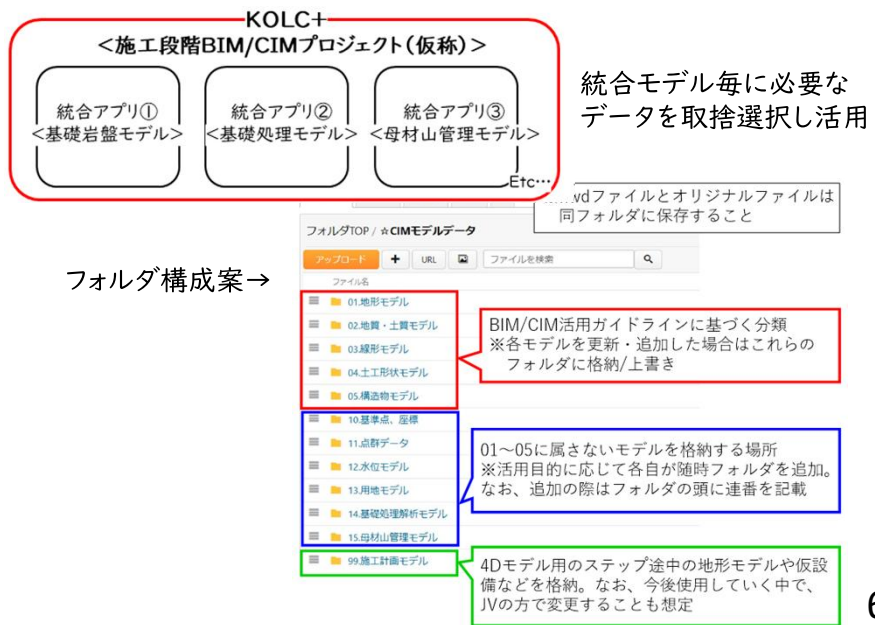 KOLC+
<施工段階BIM/CIMプロジェクト(仮称)>
統合アプリ①
<基礎岩盤モデル>
統合アプリ②
<基礎処理モデル>
統合アプリ③
<母材山管理モデル>
Etc…
統合モデル毎に必要な
データを取捨選択し活用
wdファイルとオリジナルファイルは
同フォルダに保存すること
フォルダ構成案→
フォルダTOP / ☆CIMモデルデータ
アップロード + URL ファイルを検索
ファイル名
01.地形モデル
02.地質・土質モデル
03.線形モデル
04.土工形状モデル
05.構造物モデル
10.基準点、座標
11.点群データ
12.水位モデル
13.用地モデル
14.基礎処理解析モデル
15.母材山管理モデル
99.施工計画モデル
BIM/CIM活用ガイドラインに基づく分類
※各モデルを更新・追加した場合はこれらの
フォルダに格納/上書き
01～05に属さないモデルを格納する場所
※活用目的に応じて各自が随時フォルダを追加。
なお、追加の際はフォルダの頭に連番を記載
4Dモデル用のステップ途中の地形モデルや仮設
備などを格納。なお、今後使用していく中で、
JVの方で変更することも想定
6